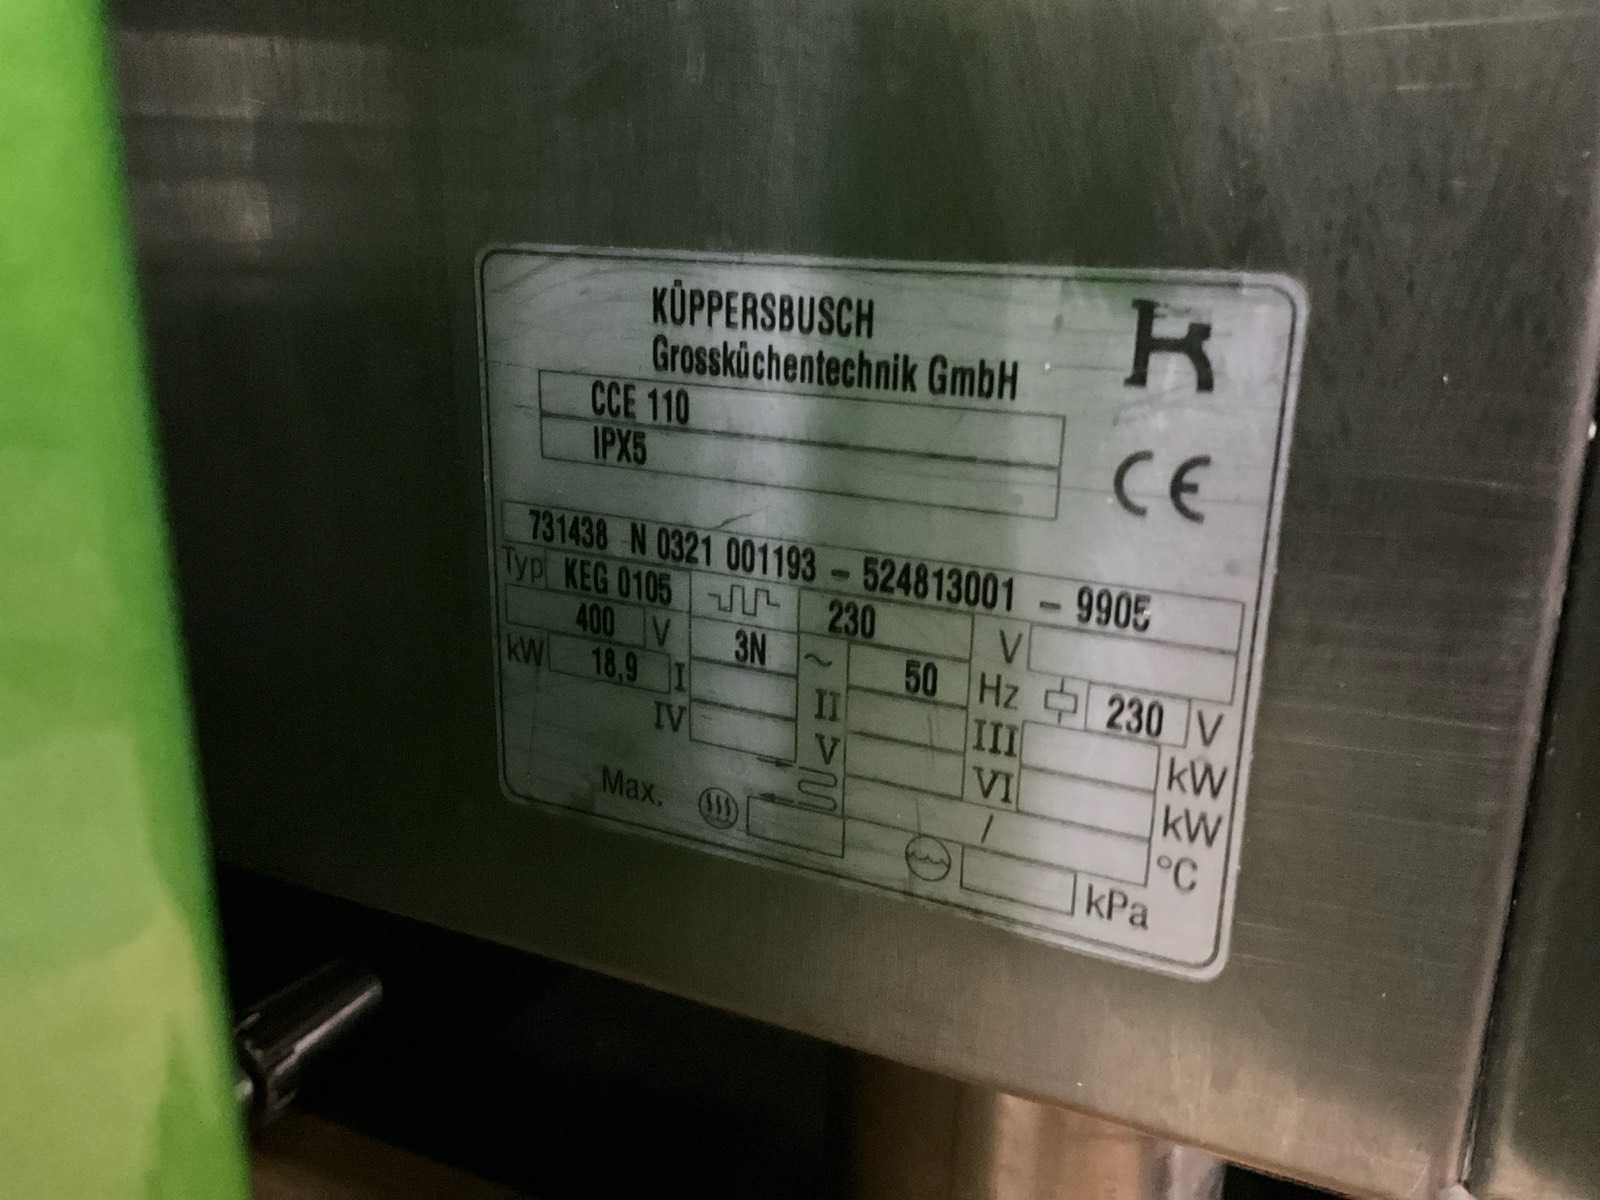 KÜPPERSBUSCH
Grossküchentechnik GmbH
CCE 110
IPX5
CE
731438 N 0321 001193 - 524813001 - 9905
Typ KEG 0105 230 V
400 V 3N ~ 50 Hz 230 V
kW 18,9 I II III kW
IV V VI kW
/ °C
Max. kPa